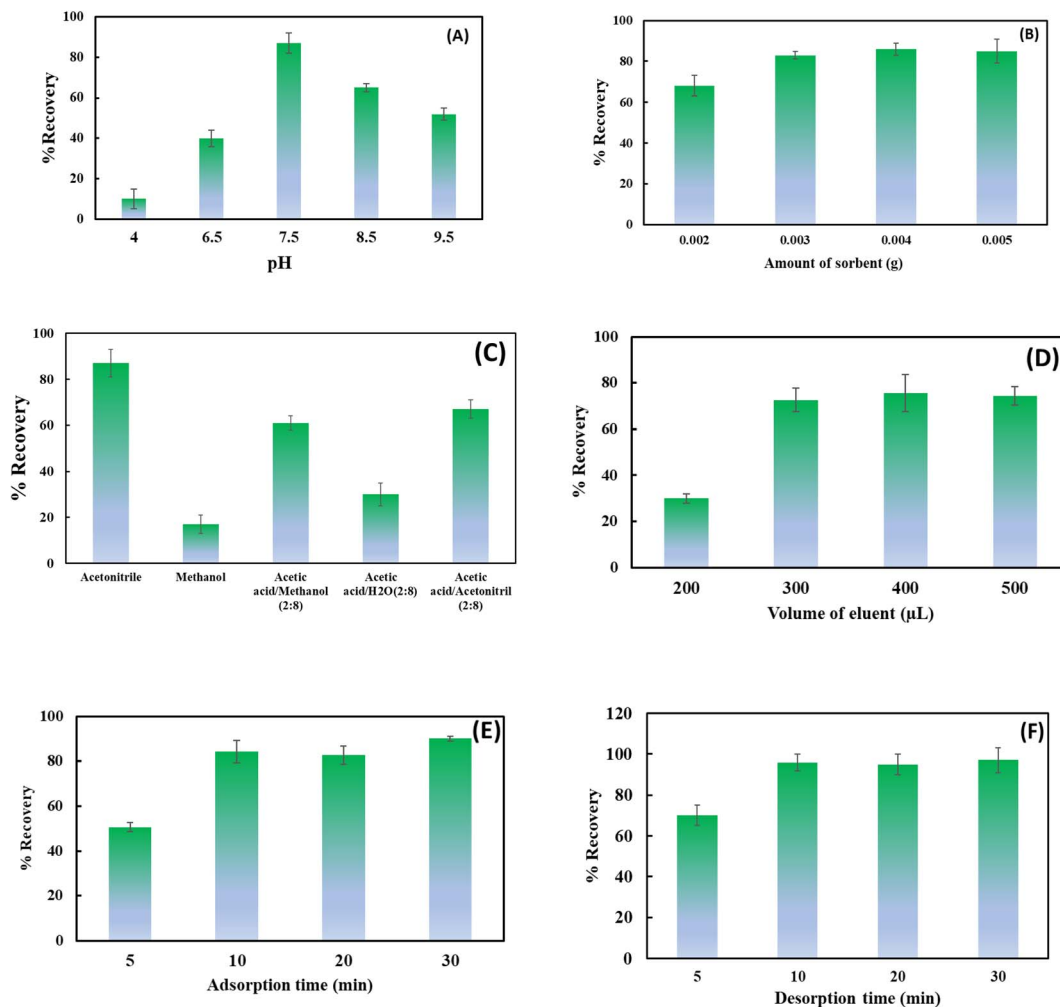 (A)
100
80
60
40
20
0
%Recovery
4 6.5 7.5 8.5 9.5
pH
(B)
100
80
60
40
20
0
% Recovery
0.002 0.003 0.004 0.005
Amount of sorbent (g)
(C)
100
80
60
40
20
0
% Recovery
Acetonitrile Methanol Acetic Acetic Acetic
acid/Methanol acid/H2O(2:8) acid/Acetonitril
(2:8) (2:8)
(D)
100
80
60
40
20
0
% Recovery
200 300 400 500
Volume of eluent (µL)
(E)
100
80
60
40
20
0
% Recovery
5 10 20 30
Adsorption time (min)
(F)
120
100
80
60
40
20
0
% Recovery
5 10 20 30
Desorption time (min)